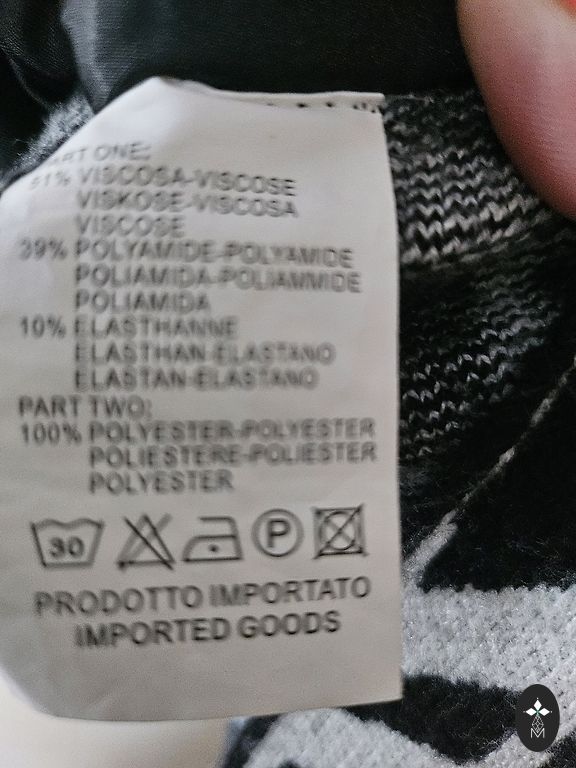 PART ONE:
51% VISCOSA-VISCOSE
VISKOSE-VISCOSA
VISCOSE
39% POLYAMIDE-POLYAMIDE
POLIAMIDA-POLIAMMIDE
POLIAMIDA
10% ELASTHANNE
ELASTHAN-ELASTANO
ELASTAN-ELASTANO
PART TWO:
100% POLYESTER-POLYESTER
POLIESTERE-POLIESTER
POLYESTER
30 P
PRODOTTO IMPORTATO
IMPORTED GOODS
M